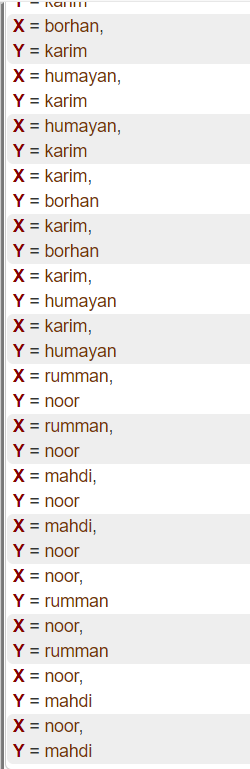 Y = karim
X = borhan,
Y = karim
X = humayan,
Y = karim
X = humayan,
Y = karim
X = karim,
Y = borhan
X = karim,
Y = borhan
X = karim,
Y = humayan
X = karim,
Y = humayan
X = rumman,
Y = noor
X = rumman,
Y = noor
X = mahdi,
Y = noor
X = mahdi,
Y = noor
X = noor,
Y = rumman
X = noor,
Y = rumman
X = noor,
Y = mahdi
X = noor,
Y = mahdi